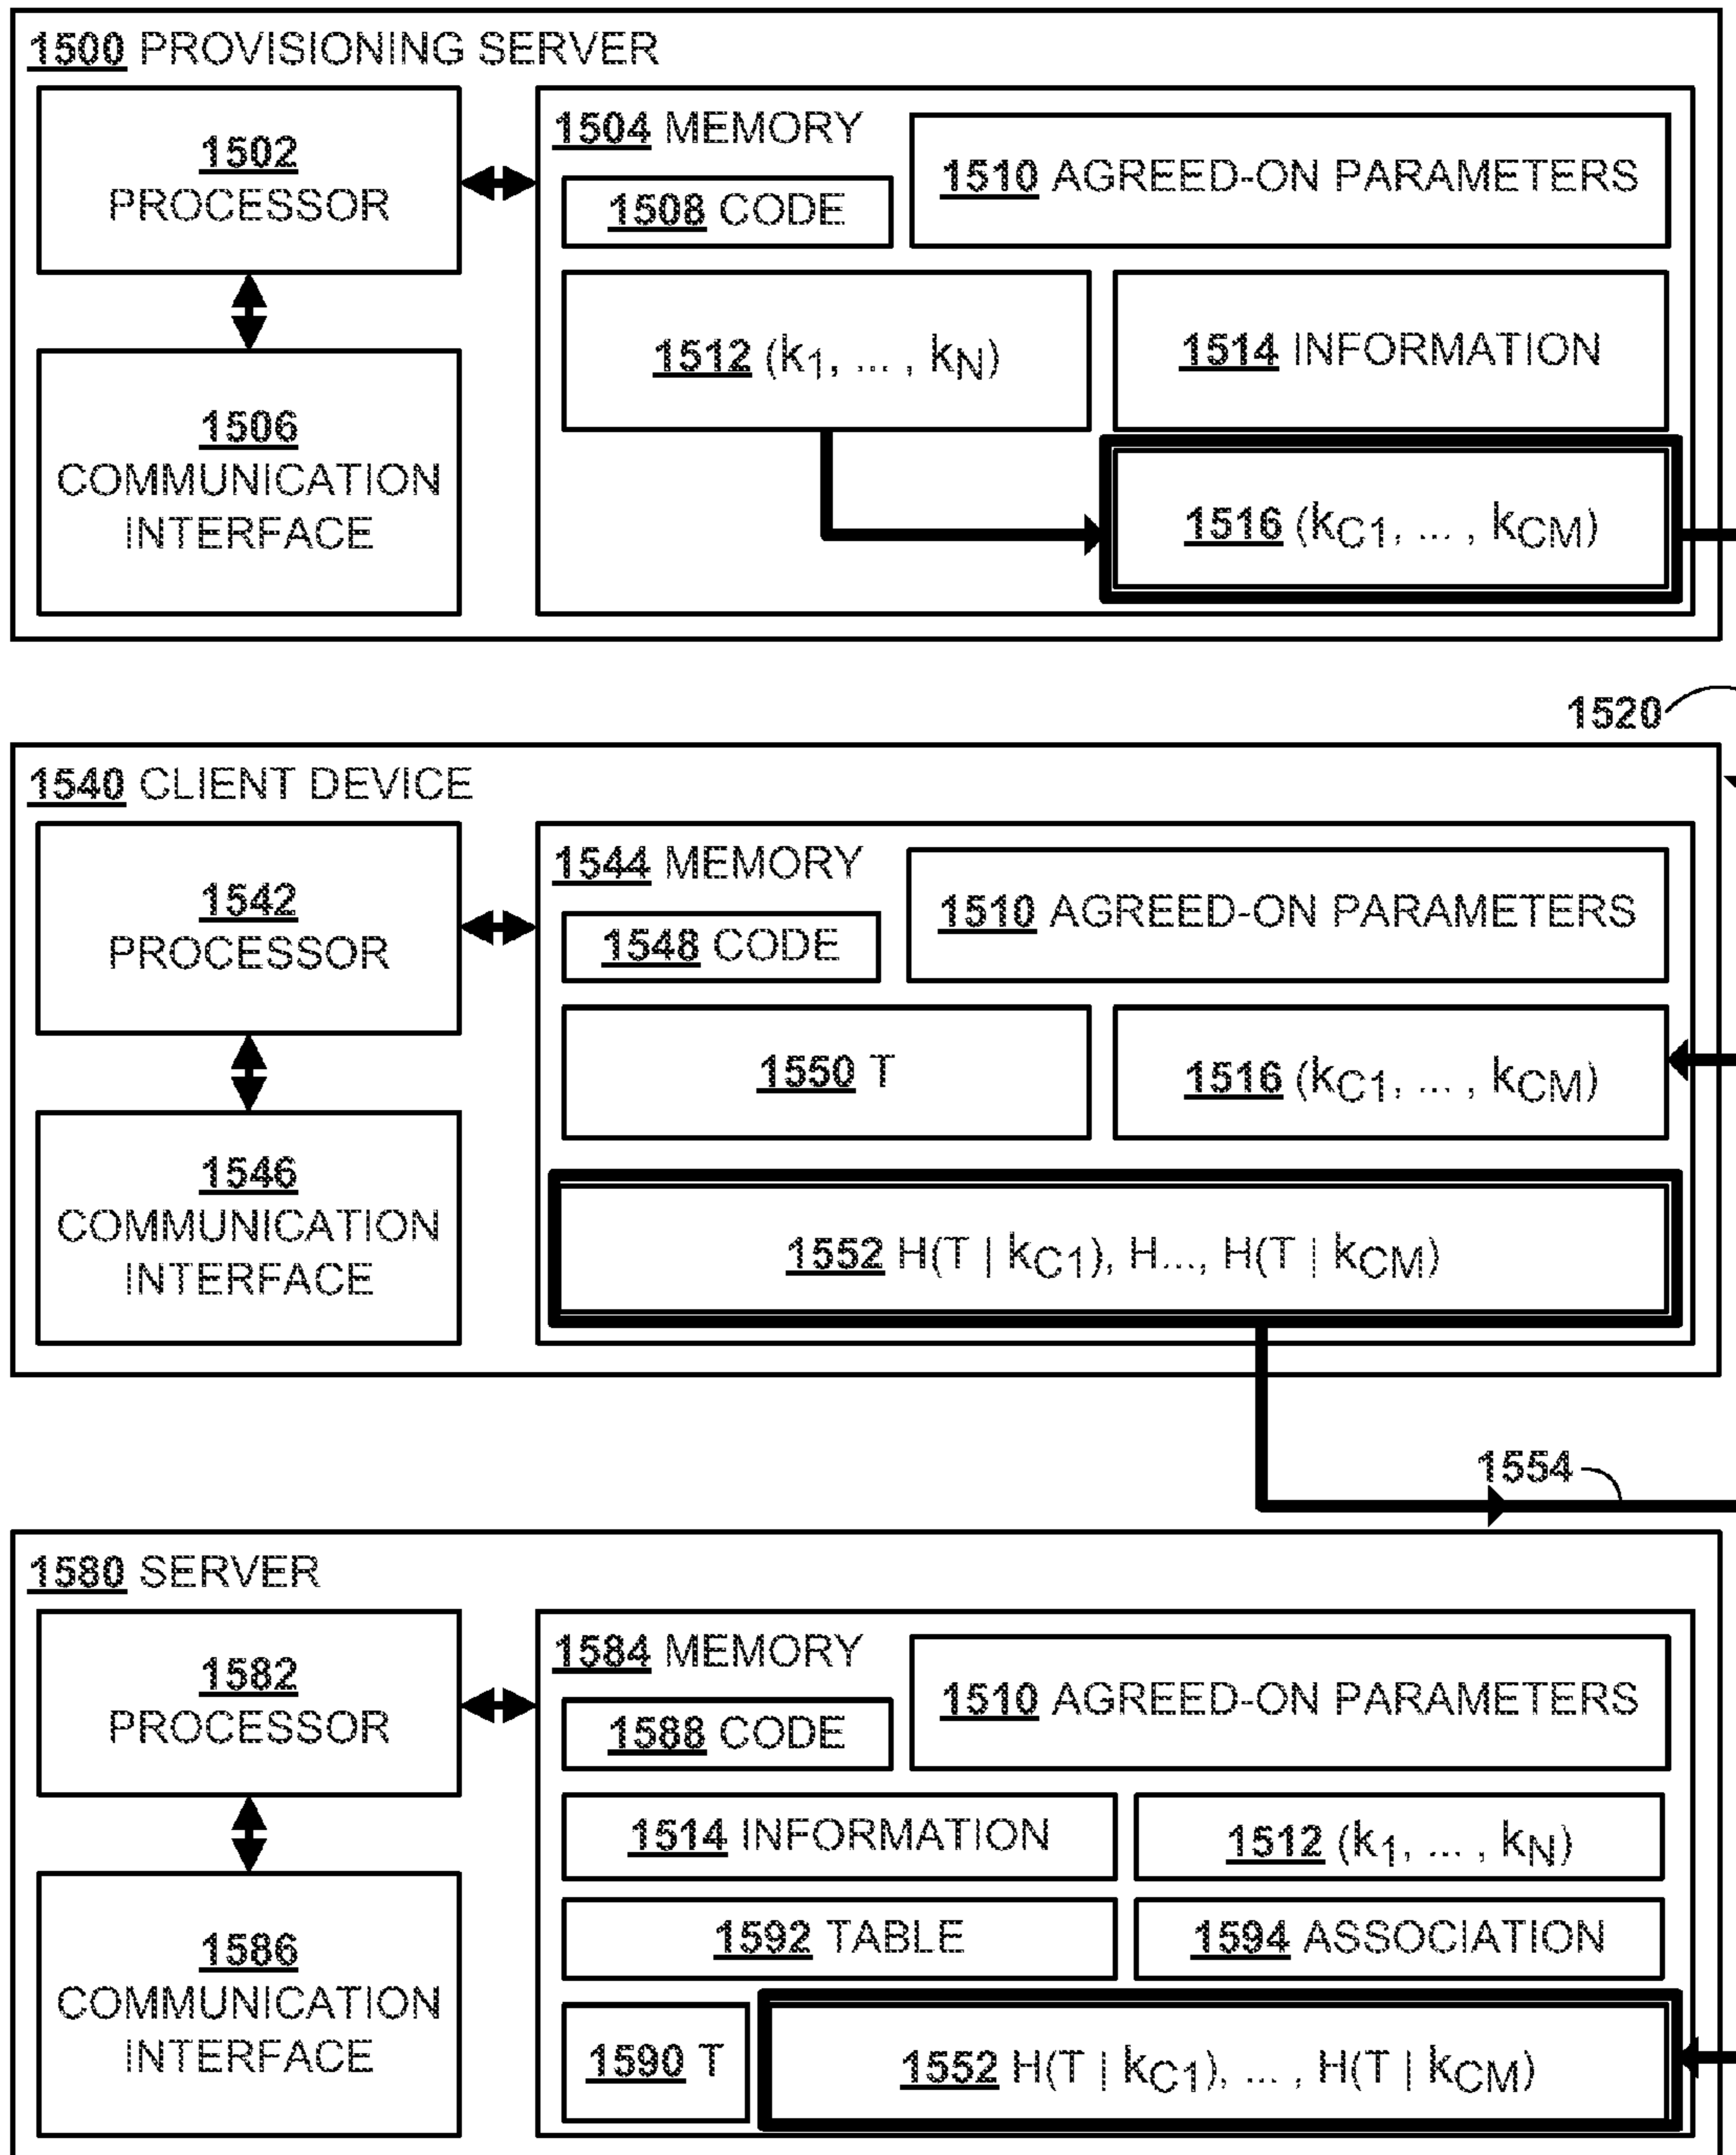 1500 PROVISIONING SERVER
1502
PROCESSOR
1506
COMMUNICATION
INTERFACE
1504 MEMORY
1508 CODE
1510 AGREED-ON PARAMETERS
1512 (k1, ... , kN)
1514 INFORMATION
1516 (kC1, ... , kCM)
1520
1540 CLIENT DEVICE
1542
PROCESSOR
1546
COMMUNICATION
INTERFACE
1544 MEMORY
1548 CODE
1510 AGREED-ON PARAMETERS
1550 T
1516 (kC1, ... , kCM)
1552 H(T | kC1), H..., H(T | kCM)
1554
1580 SERVER
1582
PROCESSOR
1586
COMMUNICATION
INTERFACE
1584 MEMORY
1588 CODE
1510 AGREED-ON PARAMETERS
1514 INFORMATION
1512 (k1, ... , kN)
1592 TABLE
1594 ASSOCIATION
1590 T
1552 H(T | kC1), ... , H(T | kCM)